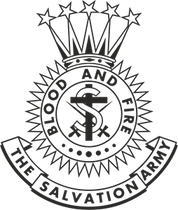 BLOOD AND FIRE
S
THE SALVATION ARMY